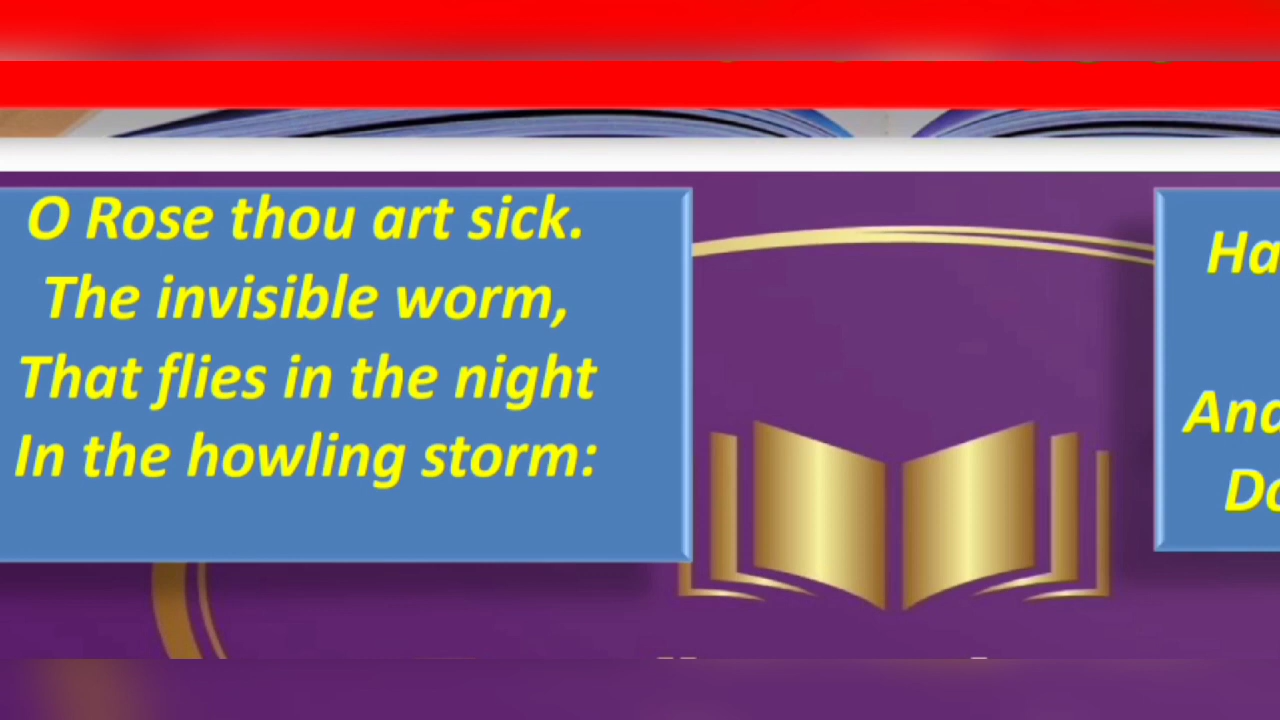 O Rose thou art sick.
The invisible worm,
That flies in the night
In the howling storm: